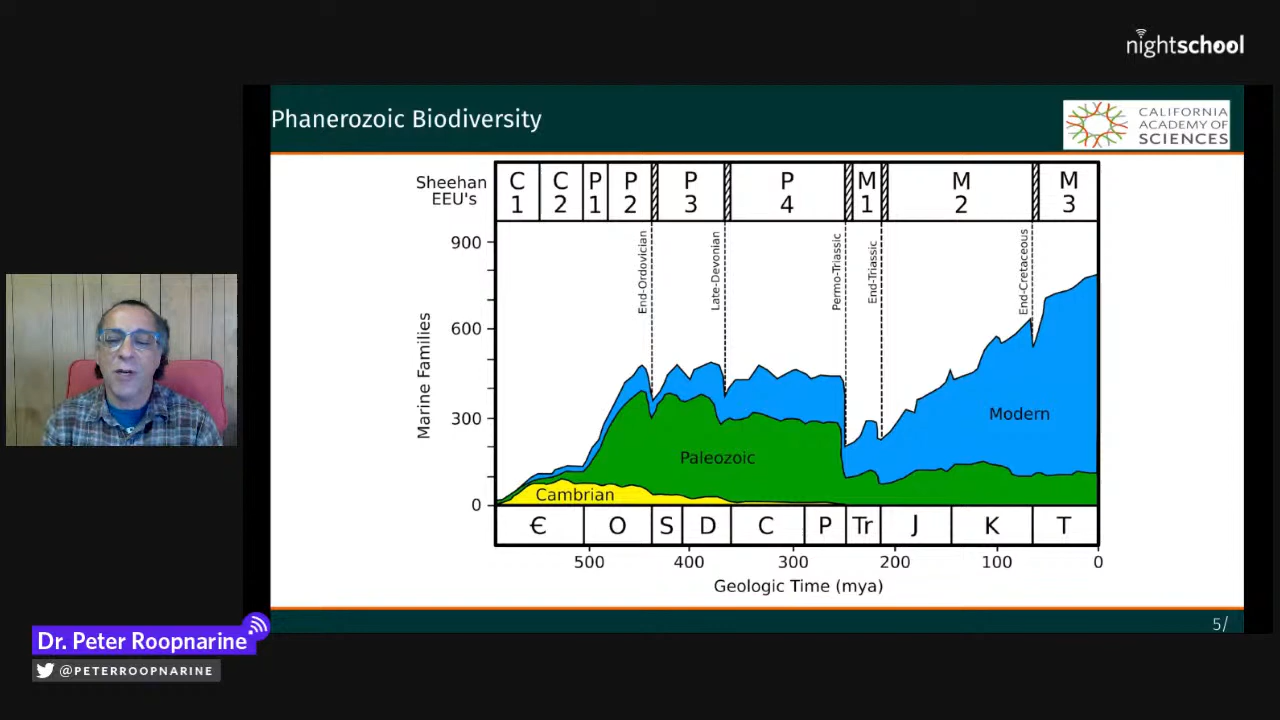 nightschool
Phanerozoic Biodiversity
CALIFORNIA
ACADEMY OF
SCIENCES
Sheehan
EEU's
C
1
C
2
P
1
P
2
P
3
P
4
M
1
M
2
M
3
900
600
300
0
Marine Families
End-Ordovician
Late-Devonian
Permo-Triassic
End-Triassic
End-Cretaceous
Modern
Paleozoic
Cambrian
€ O S D C P Tr J K T
500 400 300 200 100 0
Geologic Time (mya)
5/
Dr. Peter Roopnarine
@PETERROOPNARINE